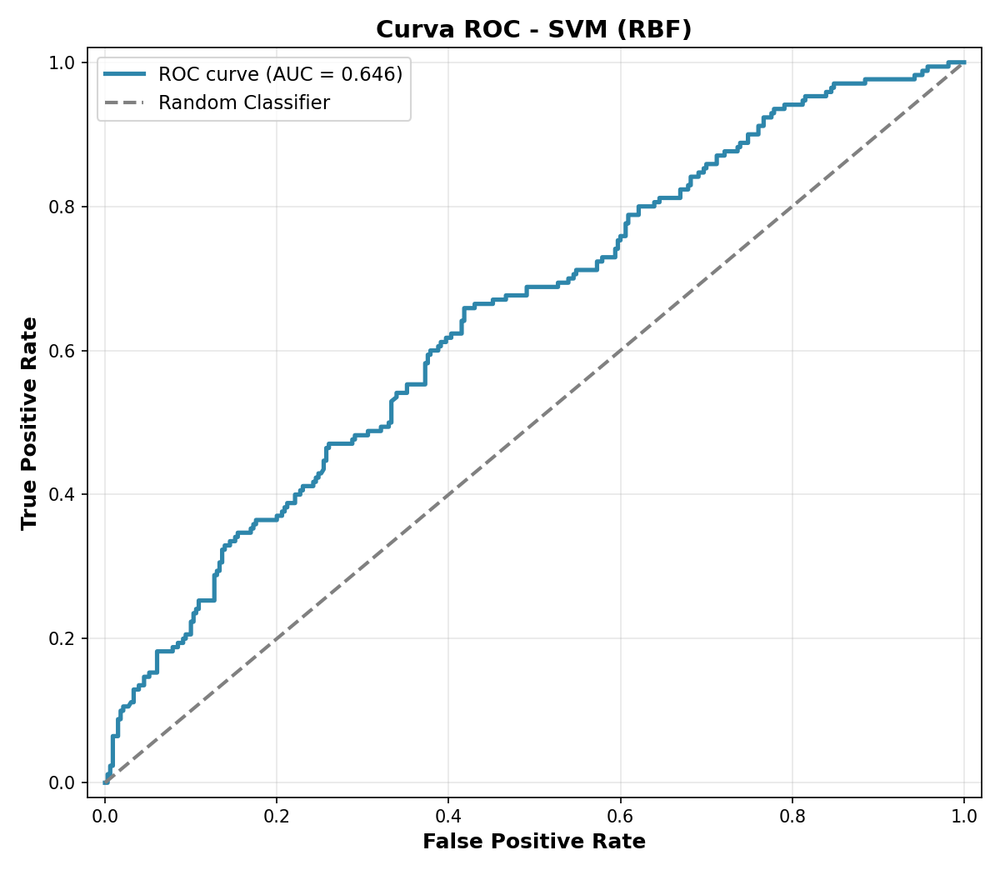 Curva ROC - SVM (RBF)
ROC curve (AUC = 0.646)
Random Classifier
True Positive Rate
1.0
0.8
0.6
0.4
0.2
0.0
0.0 0.2 0.4 0.6 0.8 1.0
False Positive Rate